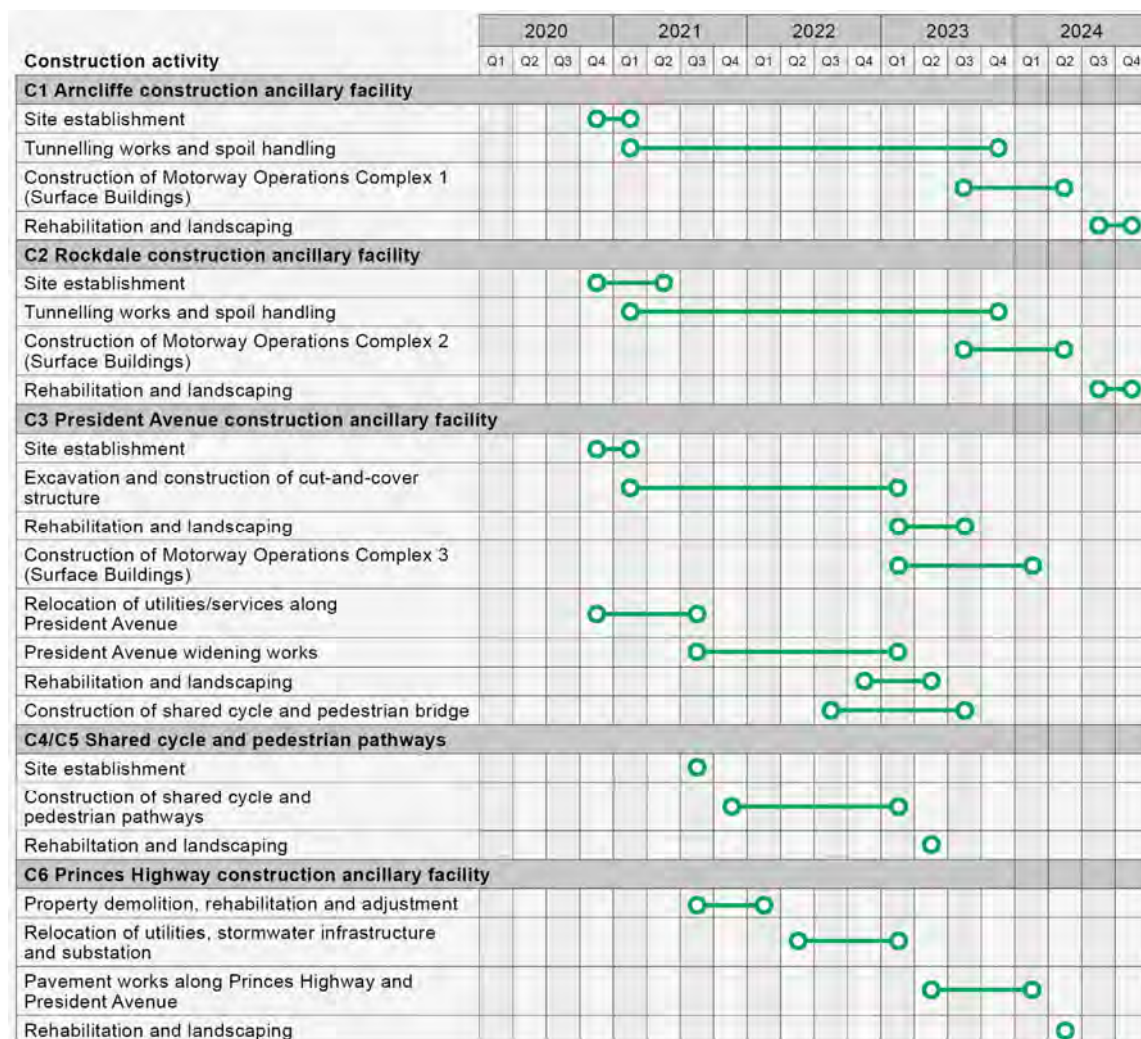 2020 2021 2022 2023 2024
Construction activity Q1 Q2 Q3 Q4 Q1 Q2 Q3 Q4 Q1 Q2 Q3 Q4 Q1 Q2 Q3 Q4 Q1 Q2 Q3 Q4
C1 Arncliffe construction ancillary facility
Site establishment
Tunnelling works and spoil handling
Construction of Motorway Operations Complex 1
(Surface Buildings)
Rehabilitation and landscaping
C2 Rockdale construction ancillary facility
Site establishment
Tunnelling works and spoil handling
Construction of Motorway Operations Complex 2
(Surface Buildings)
Rehabilitation and landscaping
C3 President Avenue construction ancillary facility
Site establishment
Excavation and construction of cut-and-cover
structure
Rehabilitation and landscaping
Construction of Motorway Operations Complex 3
(Surface Buildings)
Relocation of utilities/services along
President Avenue
President Avenue widening works
Rehabilitation and landscaping
Construction of shared cycle and pedestrian bridge
C4/C5 Shared cycle and pedestrian pathways
Site establishment
Construction of shared cycle and
pedestrian pathways
Rehabiltation and landscaping
C6 Princes Highway construction ancillary facility
Property demolition, rehabilitation and adjustment
Relocation of utilities, stormwater infrastructure
and substation
Pavement works along Princes Highway and
President Avenue
Rehabilitation and landscaping